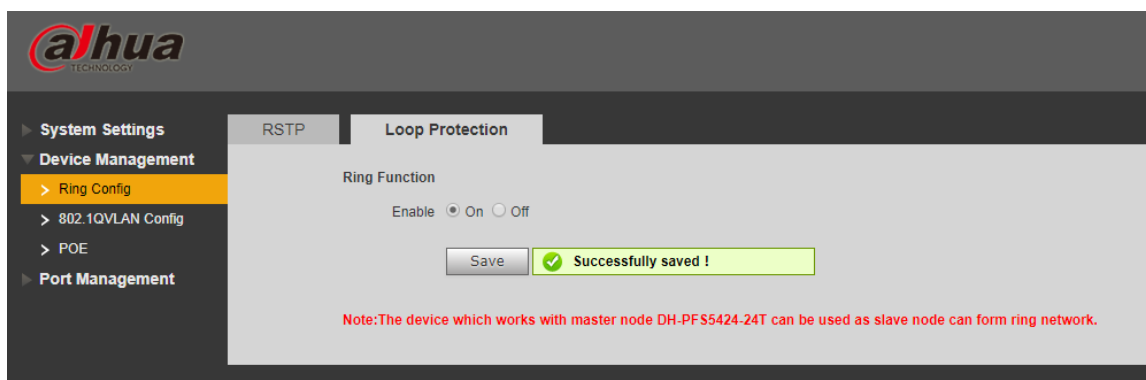 alhua
TECHNOLOGY
System Settings
Device Management
Ring Config
802.1QVLAN Config
POE
Port Management
RSTP
Loop Protection
Ring Function
Enable On Off
Save
Successfully saved !
Note:The device which works with master node DH-PFS5424-24T can be used as slave node can form ring network.